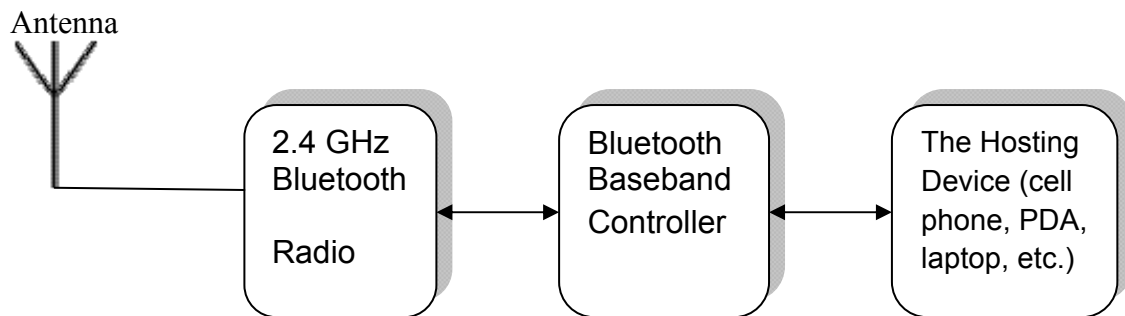 Antenna
2.4 GHz
Bluetooth
Radio
Bluetooth
Baseband
Controller
The Hosting
Device (cell
phone, PDA,
laptop, etc.)